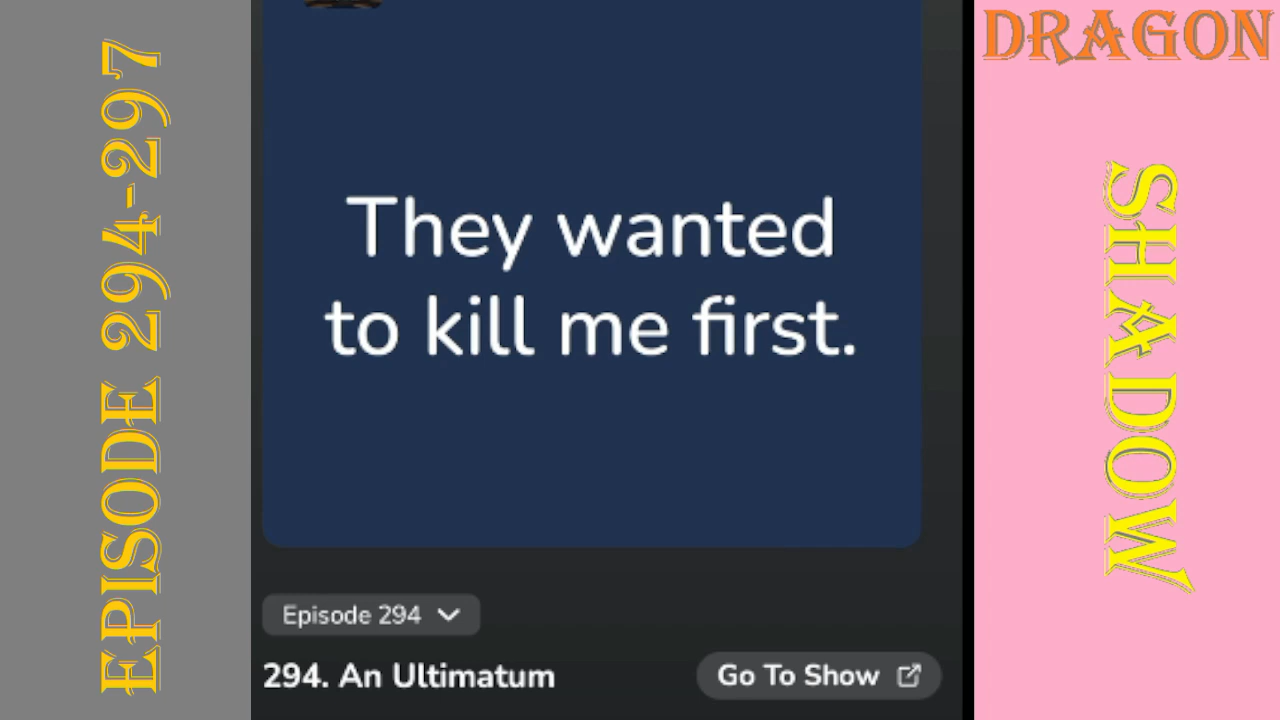 EPISODE 294-297
They wanted
to kill me first.
Episode 294
294. An Ultimatum
Go To Show
DRAGON
SHADOW